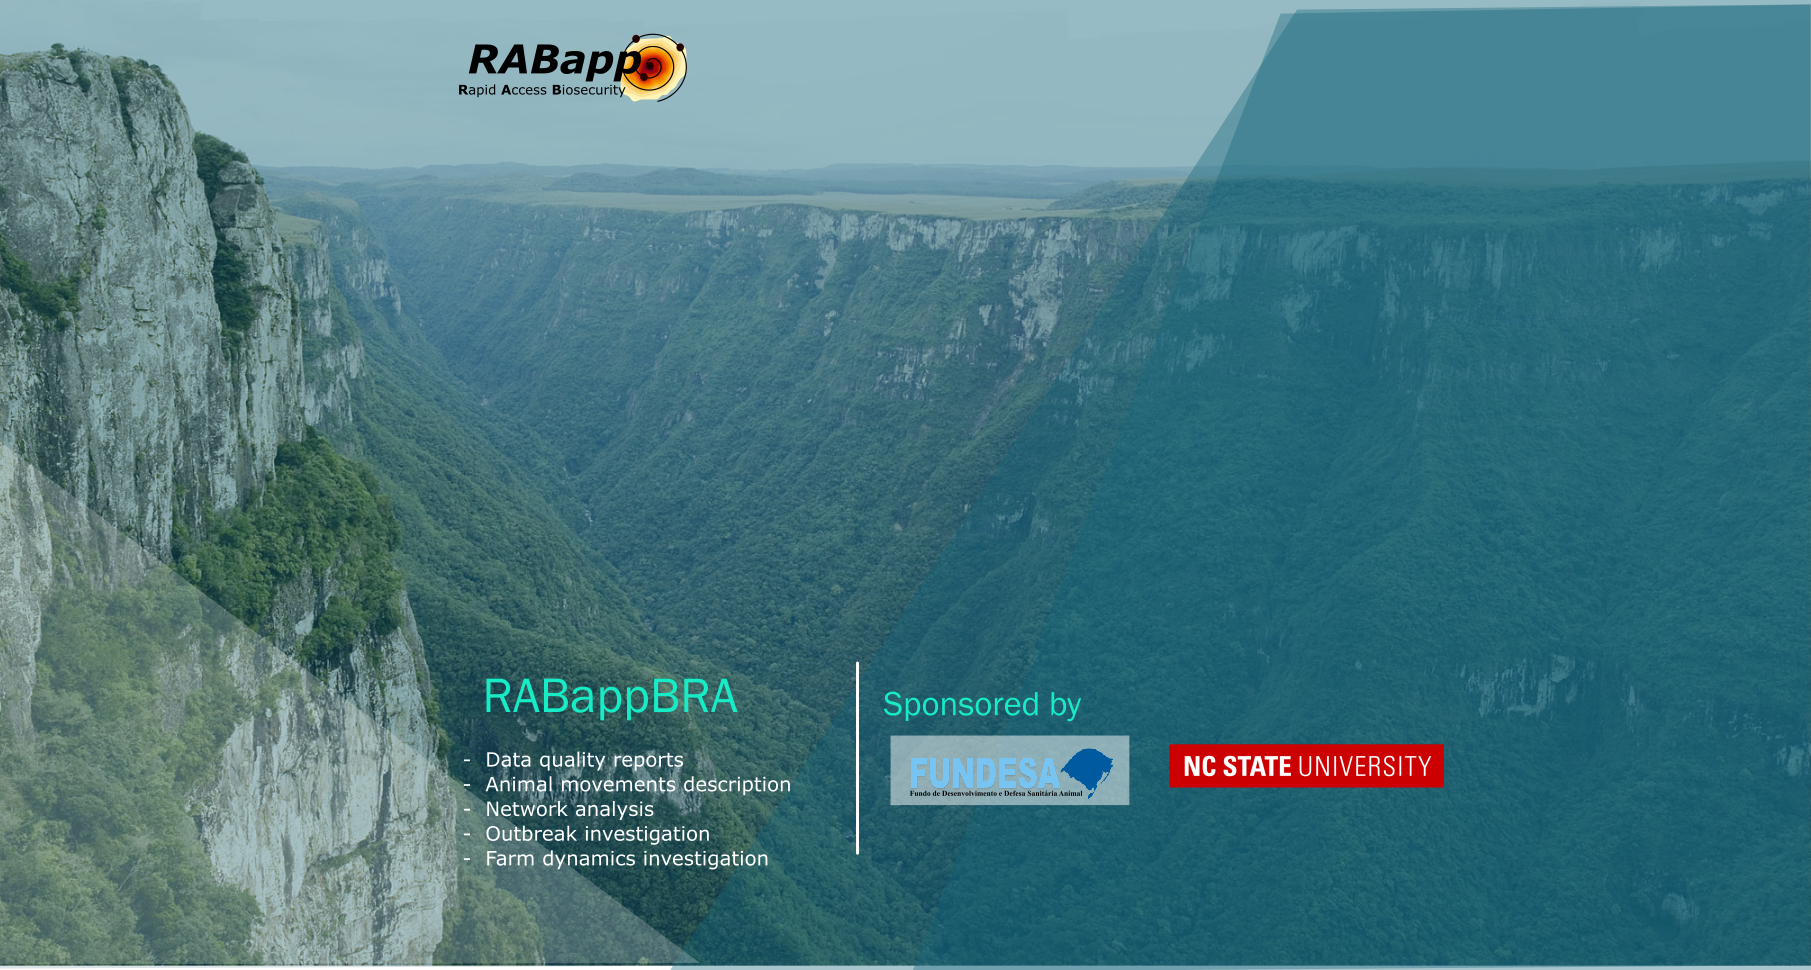 RABapp
Rapid Access Biosecurity
RABappBRA
- Data quality reports
- Animal movements description
- Network analysis
- Outbreak investigation
- Farm dynamics investigation
Sponsored by
FUNDESA
Fundo de Desenvolvimento e Defesa Sanitária Animal
NC STATE UNIVERSITY